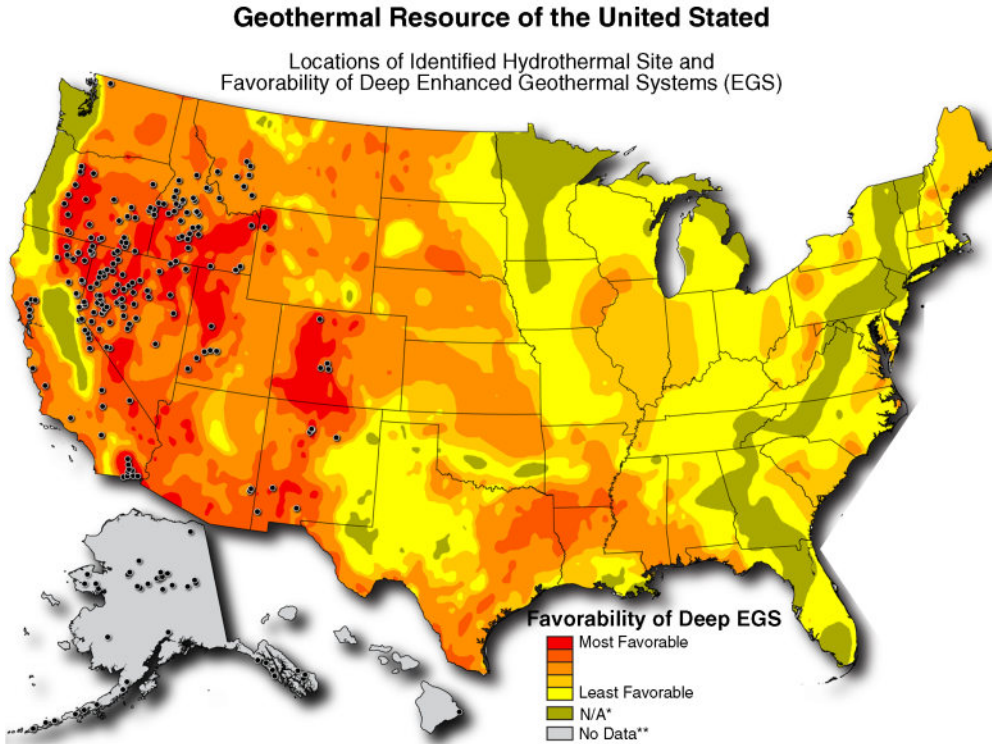 Geothermal Resource of the United Stated
Locations of Identified Hydrothermal Site and
Favorability of Deep Enhanced Geothermal Systems (EGS)
Favorability of Deep EGS
Most Favorable
Least Favorable
N/A*
No Data**